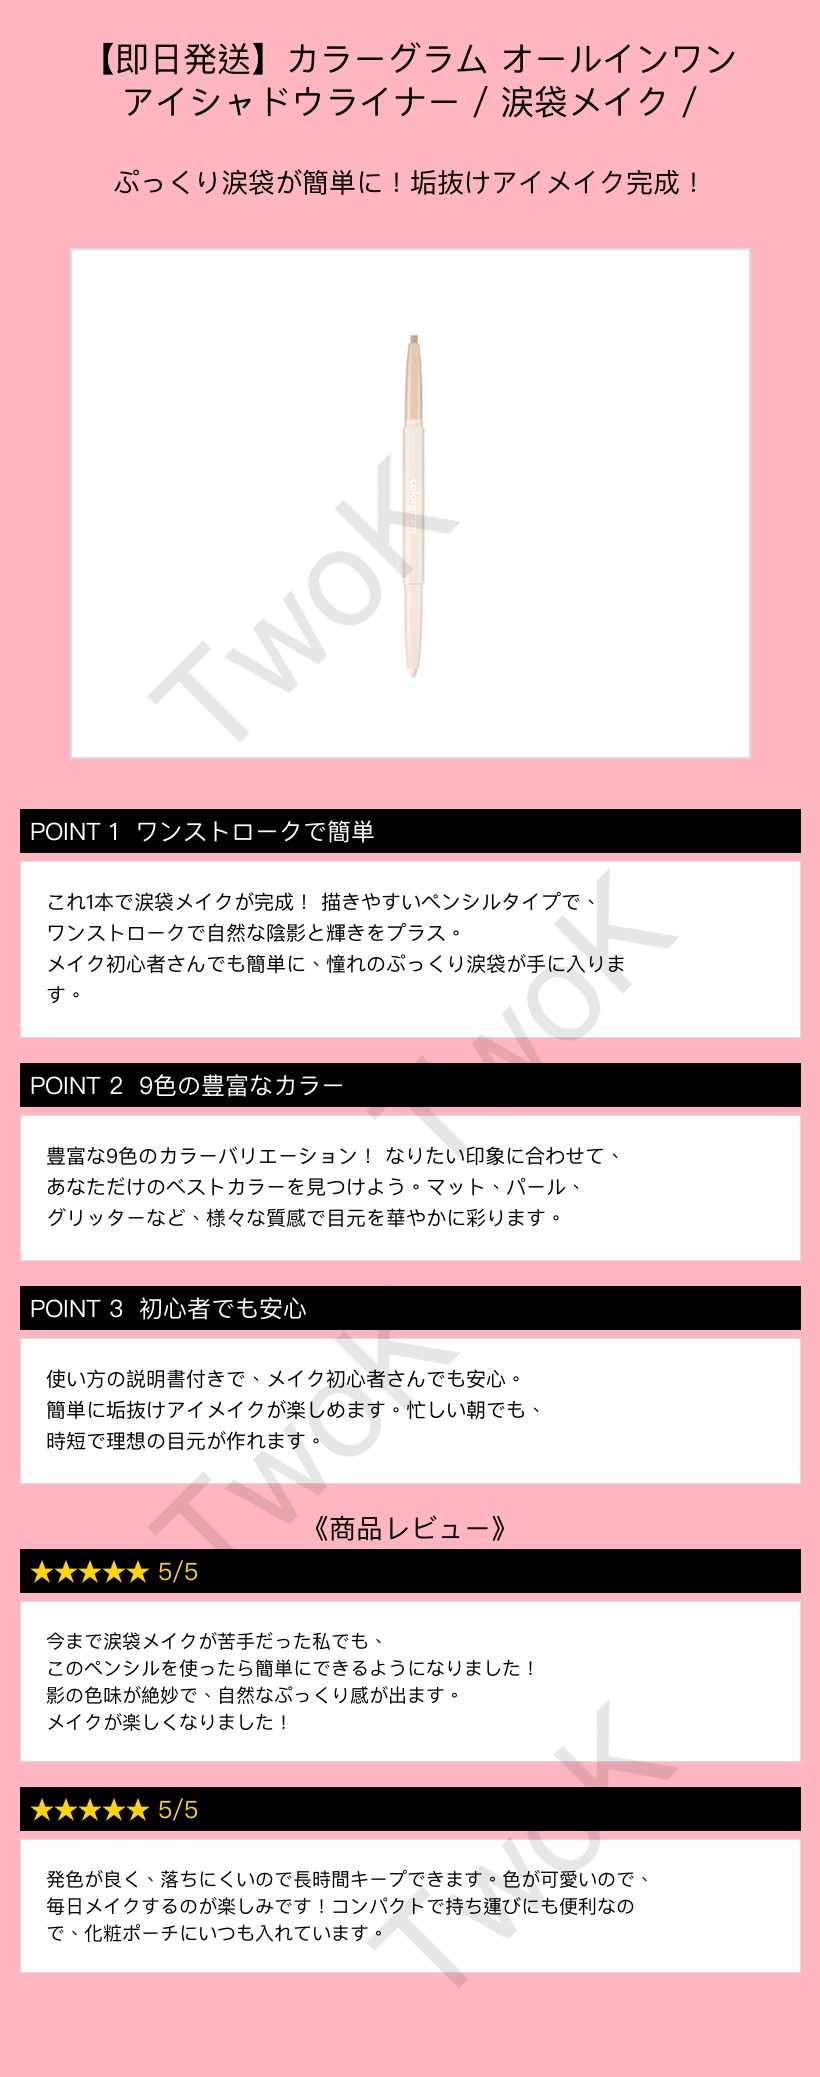 【即日発送】カラーグラム オールインワン
アイシャドウライナー / 涙袋メイク /
ぷっくり涙袋が簡単に！垢抜けアイメイク完成！
colorgram
TwoK
POINT 1 ワンストロークで簡単
これ1本で涙袋メイクが完成！ 描きやすいペンシルタイプで、
ワンストロークで自然な陰影と輝きをプラス。
メイク初心者さんでも簡単に、憧れのぷっくり涙袋が手に入りま
す。
TwoK
POINT 2 9色の豊富なカラー
豊富な9色のカラーバリエーション！ なりたい印象に合わせて、
あなただけのベストカラーを見つけよう。マット、パール、
グリッターなど、様々な質感で目元を華やかに彩ります。
POINT 3 初心者でも安心
使い方の説明書付きで、メイク初心者さんでも安心。
簡単に垢抜けアイメイクが楽しめます。忙しい朝でも、
時短で理想の目元が作れます。
TwoK
《商品レビュー》
★★★★★ 5/5
今まで涙袋メイクが苦手だった私でも、
このペンシルを使ったら簡単にできるようになりました！
影の色味が絶妙で、自然なぷっくり感が出ます。
メイクが楽しくなりました！
★★★★★ 5/5
発色が良く、落ちにくいので長時間キープできます。色が可愛いので、
毎日メイクするのが楽しみです！コンパクトで持ち運びにも便利なの
で、化粧ポーチにいつも入れています。
TwoK